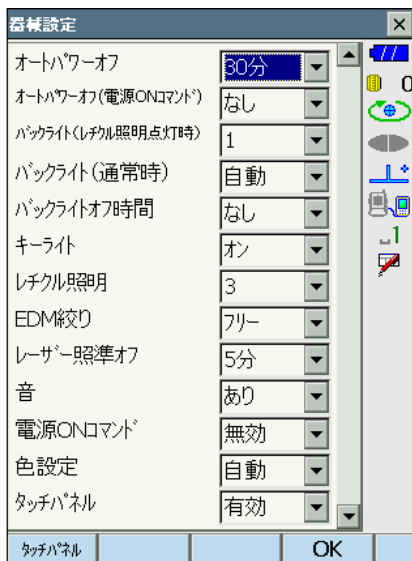 器械設定
オートパワーオフ 30分
オートパワーオフ(電源ONコマンド) なし
バックライト(レチクル照明点灯時) 1
バックライト(通常時) 自動
バックライトオフ時間 なし
キーライト オン
レチクル照明 3
EDM絞り フリー
レーザー照準オフ 5分
音 あり
電源ONコマンド 無効
色設定 自動
タッチパネル 有効
0
1
タッチパネル OK